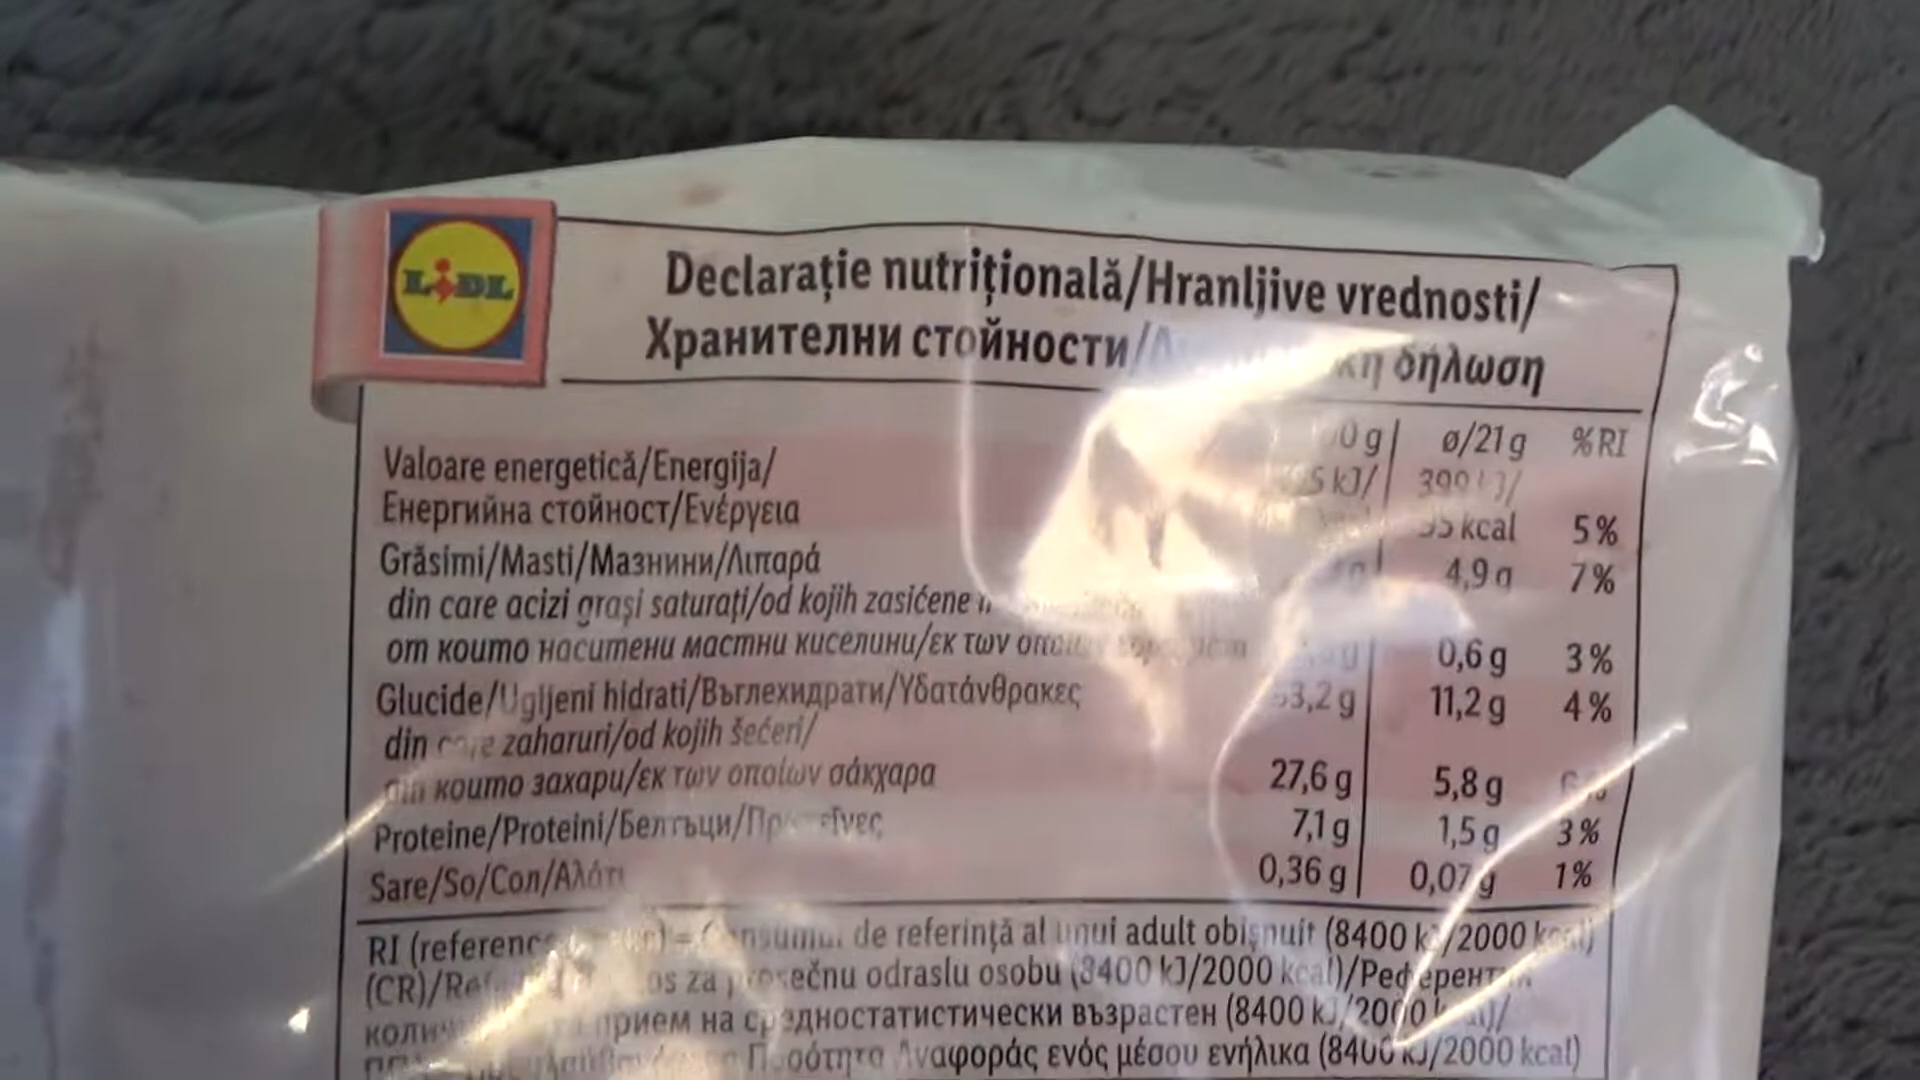 LIDL
Declarație nutrițională/Hranljive vrednosti/
Хранителни стойности/ δήλωση
ø/21 g %RI
Valoare energetică/Energija/
Енергийна стойност/Ενέργεια kcal 5 %
Grăsimi/Masti/Мазнини/Λιπαρά 4,9 g 7 %
din care acizi grași saturați/od kojih zasićene
от които наситени мастни киселини/εκ των 0,6 g 3 %
Glucide/Ugljeni hidrati/Въглехидрати/Υδατάνθρακες 11,2 g 4 %
din care zaharuri/od kojih šećeri/
от които захари/εκ των οποίων σάκχαρα 27,6 g 5,8 g
Proteine/Proteini/Белтъци/ 7,1 g 1,5 g 3 %
Sare/So/Сол/Αλάτι 0,36 g 0,07 g 1 %
RI de referință al unui adult obișnuit (8400 kJ/2000 kcal)
za prosečnu odraslu osobu (8400 kJ/2000 kcal)/
прием на средностатистически възрастен (8400 kJ/2000
Αναφοράς ενός μέσου ενήλικα (8400 kJ/2000 kcal)